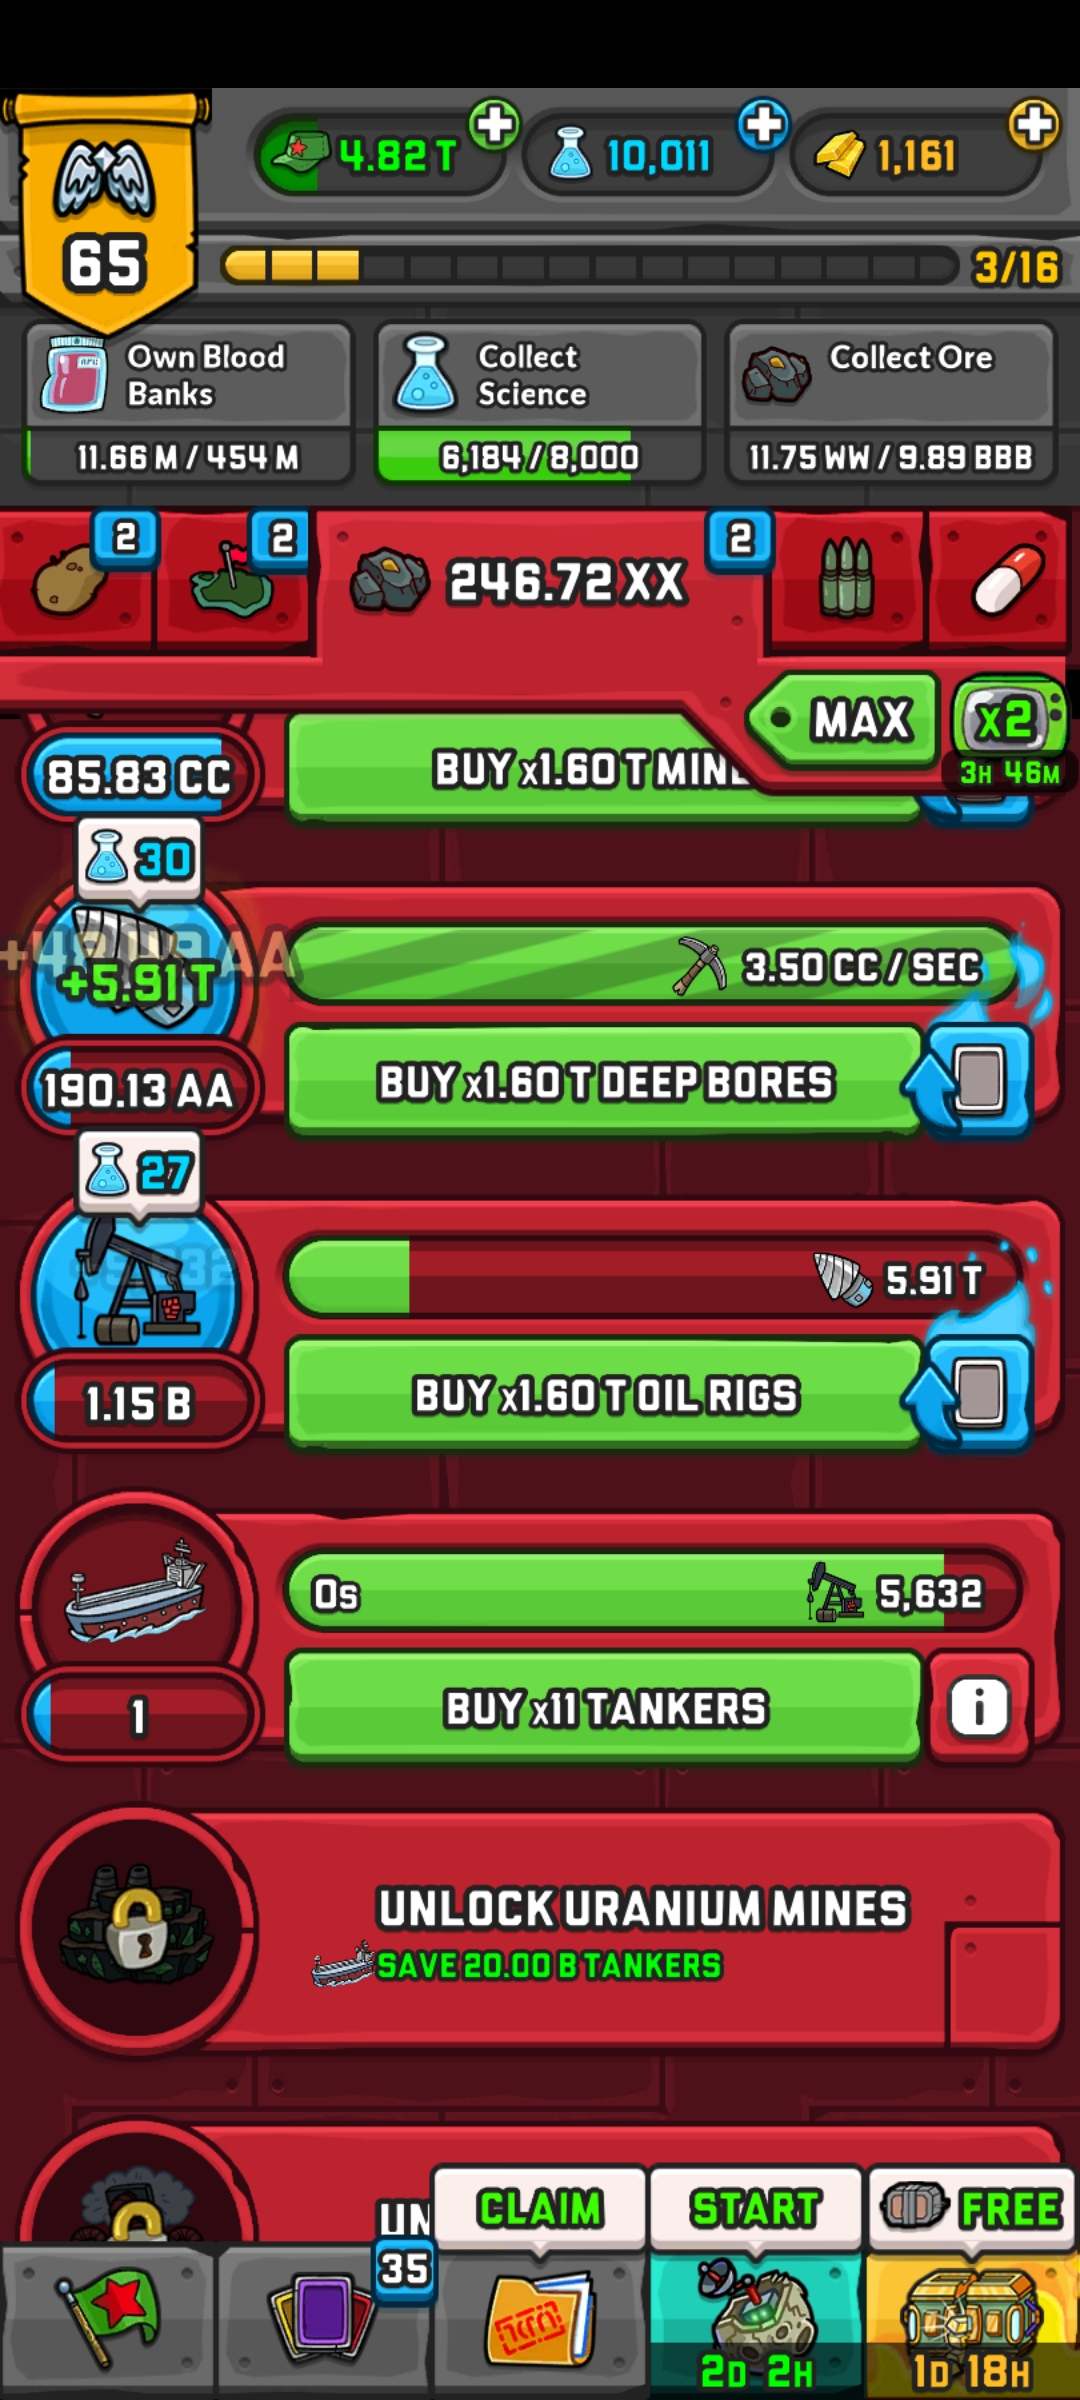 4.82 T
10,011
1,161
65
3/16
Own Blood
Banks
11.66 M / 454 M
Collect
Science
6,184 / 8,000
Collect Ore
11.75 WW / 9.89 BBB
2
2
246.72 XX
2
MAX
x2
3H 46M
85.83 CC
BUY x1.60 T MINE
30
+5.91 T
3.50 CC / SEC
190.13 AA
BUY x1.60 T DEEP BORES
27
5.91 T
1.15 B
BUY x1.60 T OIL RIGS
0s
5,632
1
BUY x11 TANKERS
i
UNLOCK URANIUM MINES
SAVE 20.00 B TANKERS
UN
CLAIM
START
FREE
35
2D 2H
1D 18H